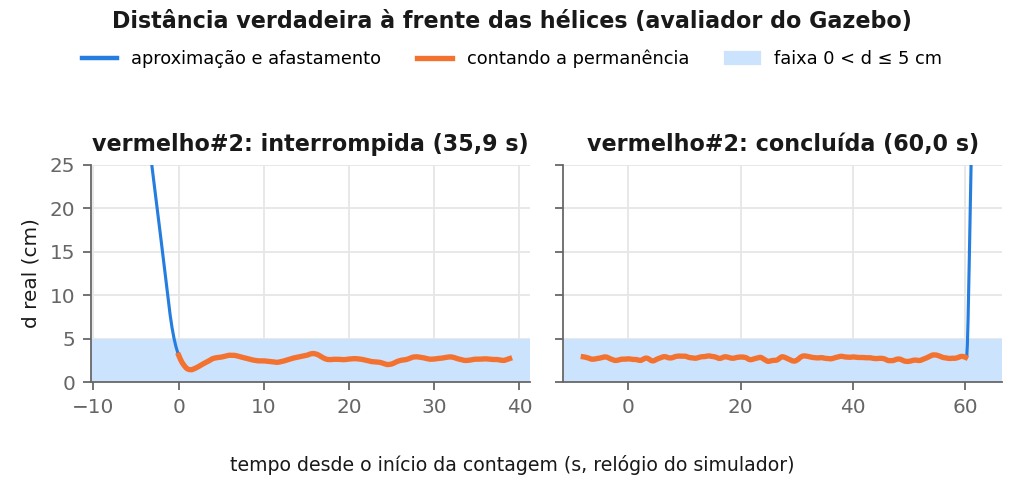 Distância verdadeira à frente das hélices (avaliador do Gazebo)
aproximação e afastamento contando a permanência faixa 0 < d ≤ 5 cm
vermelho#2: interrompida (35,9 s) vermelho#2: concluída (60,0 s)
25
20
15
10
5
0
d real (cm)
−10 0 10 20 30 40 0 20 40 60
tempo desde o início da contagem (s, relógio do simulador)